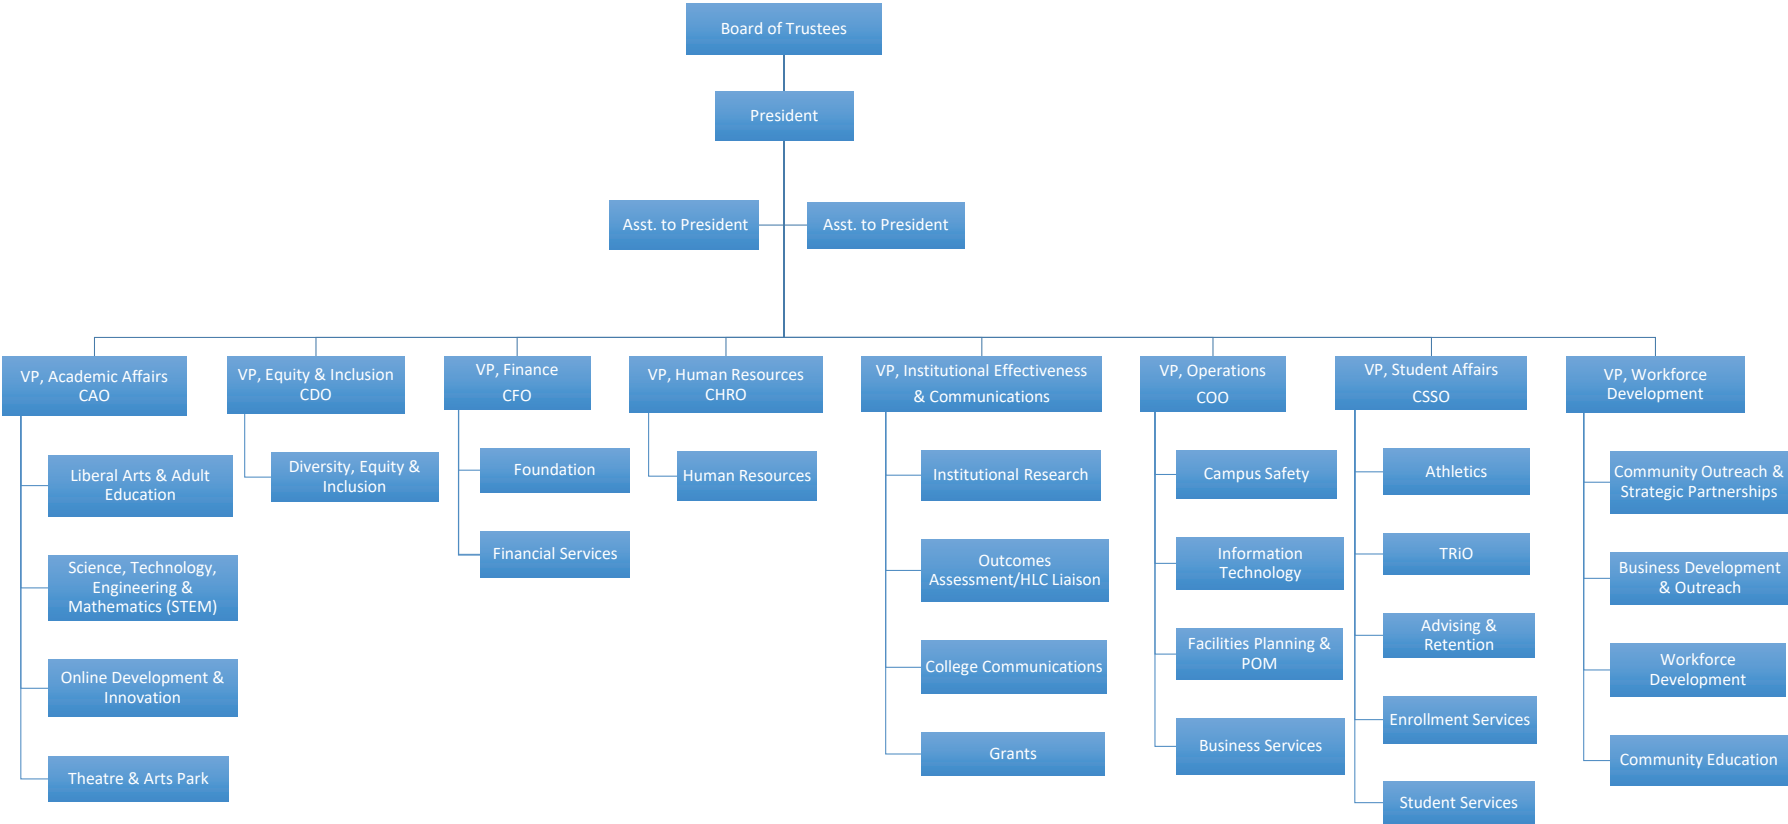 Board of Trustees
President
Asst. to President
Asst. to President
VP, Academic Affairs
CAO
Liberal Arts & Adult
Education
Science, Technology,
Engineering &
Mathematics (STEM)
Online Development &
Innovation
Theatre & Arts Park
VP, Equity & Inclusion
CDO
Diversity, Equity &
Inclusion
VP, Finance
CFO
Foundation
Financial Services
VP, Human Resources
CHRO
Human Resources
VP, Institutional Effectiveness
& Communications
Institutional Research
Outcomes
Assessment/HLC Liaison
College Communications
Grants
VP, Operations
COO
Campus Safety
Information
Technology
Facilities Planning &
POM
Business Services
VP, Student Affairs
CSSO
Athletics
TRiO
Advising &
Retention
Enrollment Services
Student Services
VP, Workforce
Development
Community Outreach &
Strategic Partnerships
Business Development
& Outreach
Workforce
Development
Community Education